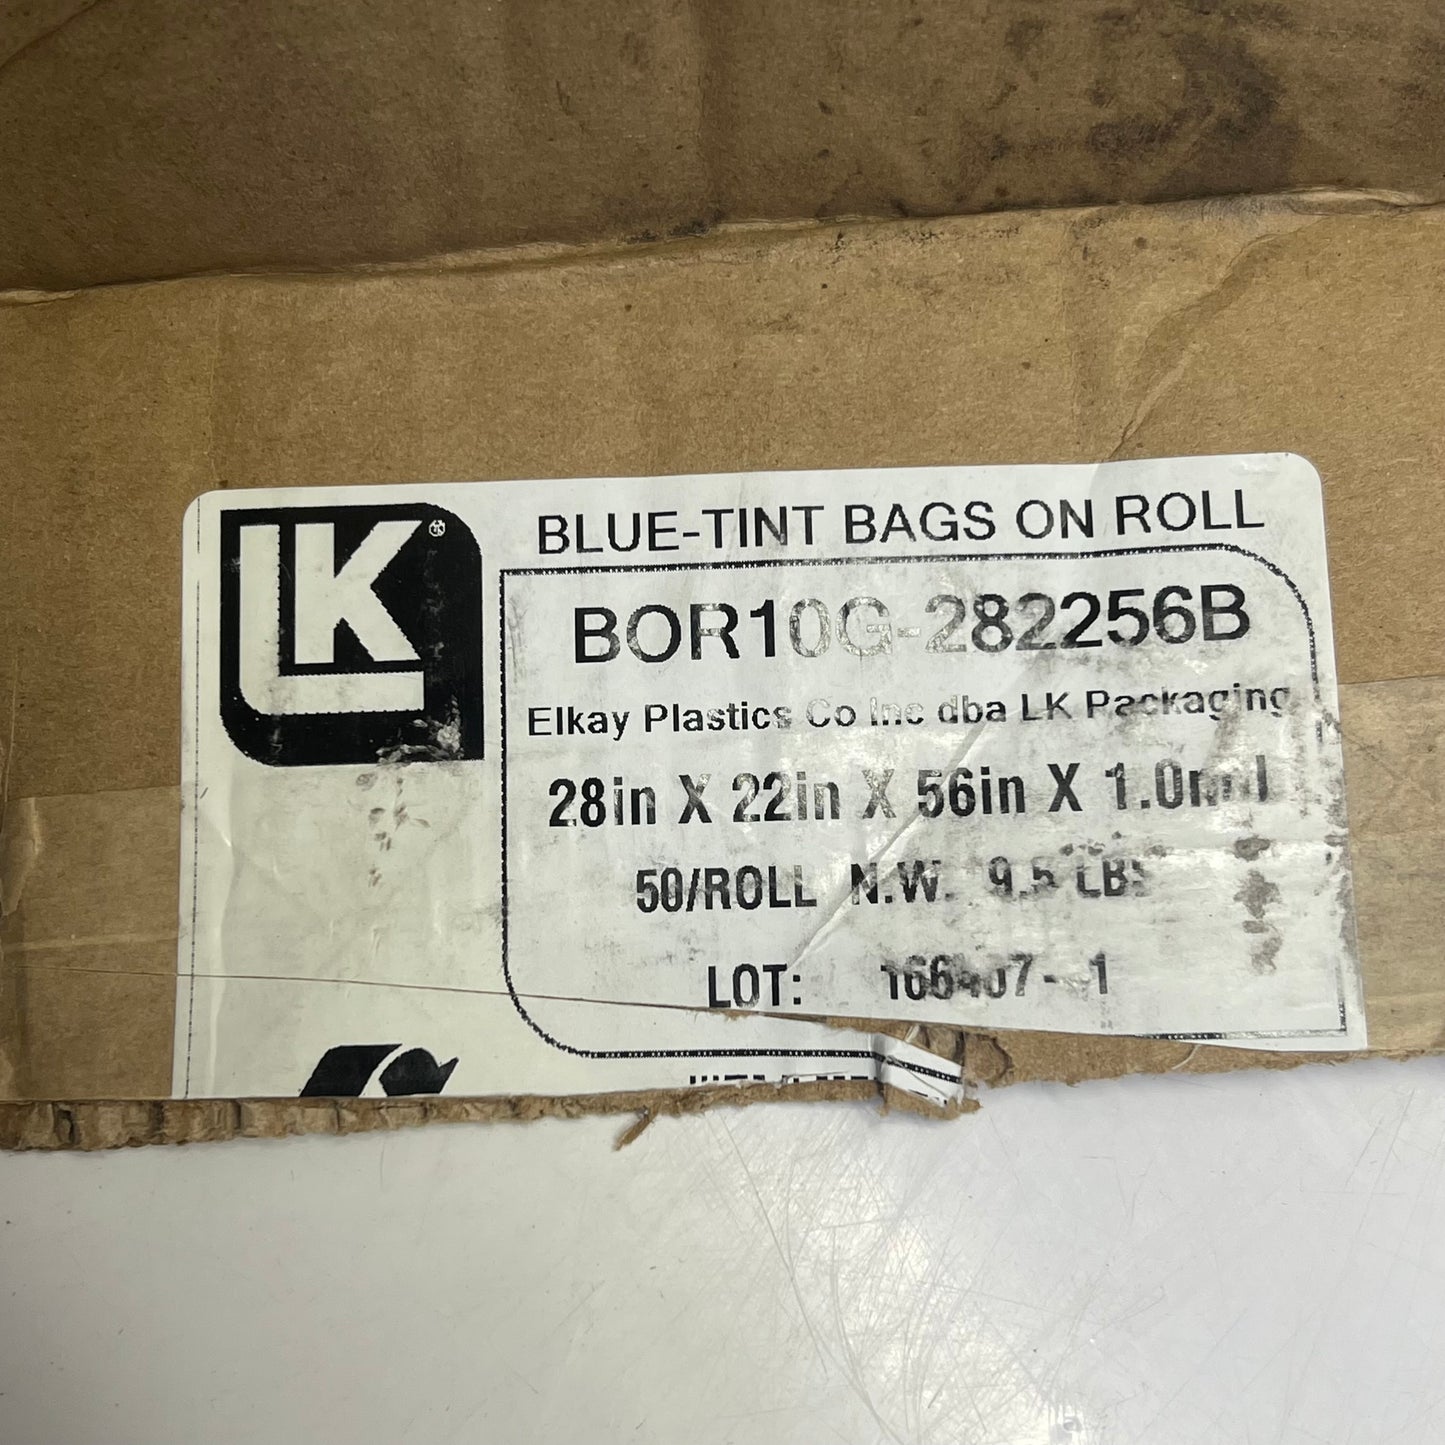 LK®
BLUE-TINT BAGS ON ROLL
BOR10G-282256B
Elkay Plastics Co Inc dba LK Packaging
28in X 22in X 56in X 1.0mil
50/ROLL N.W. 9.5 LBS
LOT: